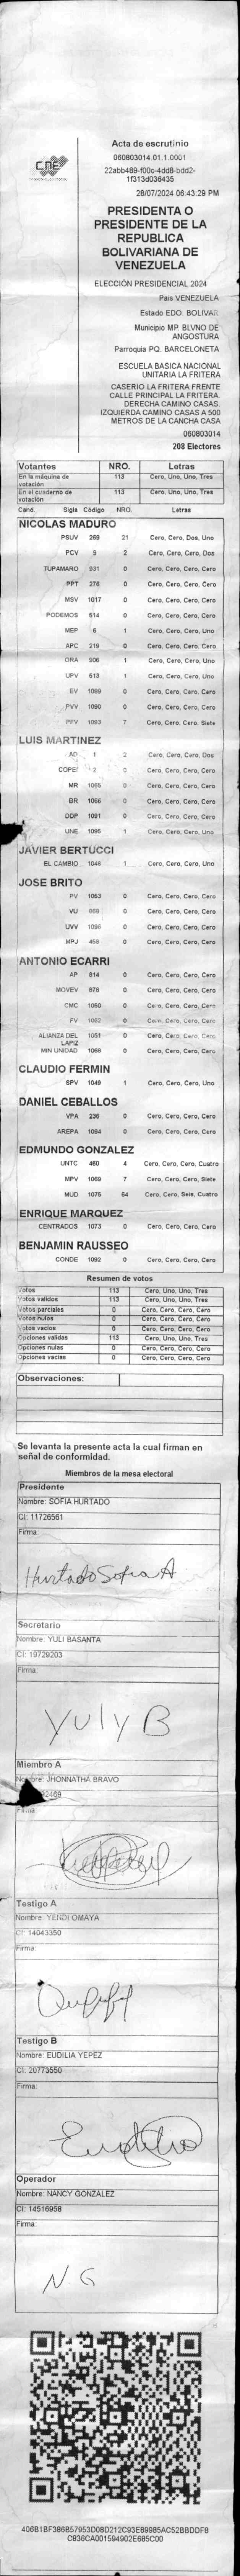 CNE
Acta de escrutinio
060803014.01.1.0001
22abb489-f00c-4dd8-bdd2-
1f313d036435
28/07/2024 06:43:29 PM
PRESIDENTA O
PRESIDENTE DE LA
REPUBLICA
BOLIVARIANA DE
VENEZUELA
ELECCIÓN PRESIDENCIAL 2024
Pais VENEZUELA
Estado EDO. BOLIVAR
Municipio MP. BLVNO DE
ANGOSTURA
Parroquia PQ. BARCELONETA
ESCUELA BASICA NACIONAL
UNITARIA LA FRITERA
CASERIO LA FRITERA FRENTE
CALLE PRINCIPAL LA FRITERA.
DERECHA CAMINO CASAS.
IZQUIERDA CAMINO CASAS A 500
METROS DE LA CANCHA CASA
060803014
208 Electores
Votantes NRO. Letras
En la máquina de votación 113 Cero, Uno, Uno, Tres
En el cuaderno de votación 113 Cero, Uno, Uno, Tres
Cand. Sigla Código NRO. Letras
NICOLAS MADURO
PSUV 269 21 Cero, Cero, Dos, Uno
PCV 9 2 Cero, Cero, Cero, Dos
TUPAMARO 931 0 Cero, Cero, Cero, Cero
PPT 276 0 Cero, Cero, Cero, Cero
MSV 1017 0 Cero, Cero, Cero, Cero
PODEMOS 514 0 Cero, Cero, Cero, Cero
MEP 6 1 Cero, Cero, Cero, Uno
APC 219 0 Cero, Cero, Cero, Cero
ORA 906 1 Cero, Cero, Cero, Uno
UPV 613 1 Cero, Cero, Cero, Uno
EV 1089 0 Cero, Cero, Cero, Cero
PVV 1090 0 Cero, Cero, Cero, Cero
PFV 1093 7 Cero, Cero, Cero, Siete
LUIS MARTINEZ
AD 1 2 Cero, Cero, Cero, Dos
COPEI 2 0 Cero, Cero, Cero, Cero
MR 1065 0 Cero, Cero, Cero, Cero
BR 1066 0 Cero, Cero, Cero, Cero
DDP 1091 0 Cero, Cero, Cero, Cero
UNE 1095 1 Cero, Cero, Cero, Uno
JAVIER BERTUCCI
EL CAMBIO 1046 1 Cero, Cero, Cero, Uno
JOSE BRITO
PV 1053 0 Cero, Cero, Cero, Cero
VU 969 0 Cero, Cero, Cero, Cero
UVV 1096 0 Cero, Cero, Cero, Cero
MPJ 456 0 Cero, Cero, Cero, Cero
ANTONIO ECARRI
AP 814 0 Cero, Cero, Cero, Cero
MOVEV 878 0 Cero, Cero, Cero, Cero
CMC 1050 0 Cero, Cero, Cero, Cero
FV 1062 0 Cero, Cero, Cero, Cero
ALIANZA DEL LAPIZ 1051 0 Cero, Cero, Cero, Cero
MIN UNIDAD 1068 0 Cero, Cero, Cero, Cero
CLAUDIO FERMIN
SPV 1049 1 Cero, Cero, Cero, Uno
DANIEL CEBALLOS
VPA 236 0 Cero, Cero, Cero, Cero
AREPA 1094 0 Cero, Cero, Cero, Cero
EDMUNDO GONZALEZ
UNTC 460 4 Cero, Cero, Cero, Cuatro
MPV 1069 7 Cero, Cero, Cero, Siete
MUD 1075 64 Cero, Cero, Seis, Cuatro
ENRIQUE MARQUEZ
CENTRADOS 1073 0 Cero, Cero, Cero, Cero
BENJAMIN RAUSSEO
CONDE 1092 0 Cero, Cero, Cero, Cero
Resumen de votos
Votos 113 Cero, Uno, Uno, Tres
Votos validos 113 Cero, Uno, Uno, Tres
Votos parciales 0 Cero, Cero, Cero, Cero
Votos nulos 0 Cero, Cero, Cero, Cero
Votos vacios 0 Cero, Cero, Cero, Cero
Opciones validas 113 Cero, Uno, Uno, Tres
Opciones nulas 0 Cero, Cero, Cero, Cero
Opciones vacias 0 Cero, Cero, Cero, Cero
Observaciones:
Se levanta la presente acta la cual firman en
señal de conformidad.
Miembros de la mesa electoral
Presidente
Nombre: SOFIA HURTADO
CI: 11726561
Firma:
Hurtado Sofia A
Secretario
Nombre: YULI BASANTA
CI: 19729203
Firma:
Yuly B
Miembro A
Nombre: JHONNATHA BRAVO
Firma
Testigo A
Nombre: YENDI OMAYA
CI: 14043350
Firma:
Testigo B
Nombre: EUDILIA YEPEZ
CI: 20773550
Firma:
Operador
Nombre: NANCY GONZALEZ
CI: 14516958
Firma:
N G
406B1BF386B57953D08D212C93E89985AC52BBDDF8
C836CA001594902E685C00